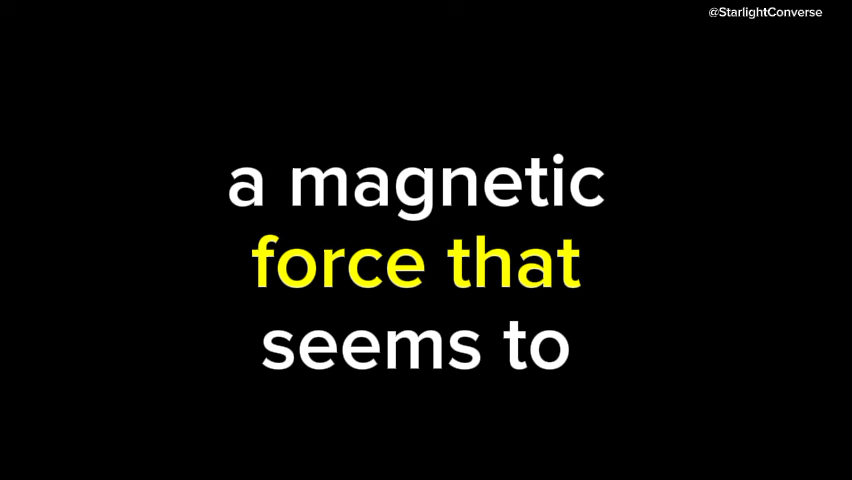 @StarlightConverse
a magnetic
force that
seems to